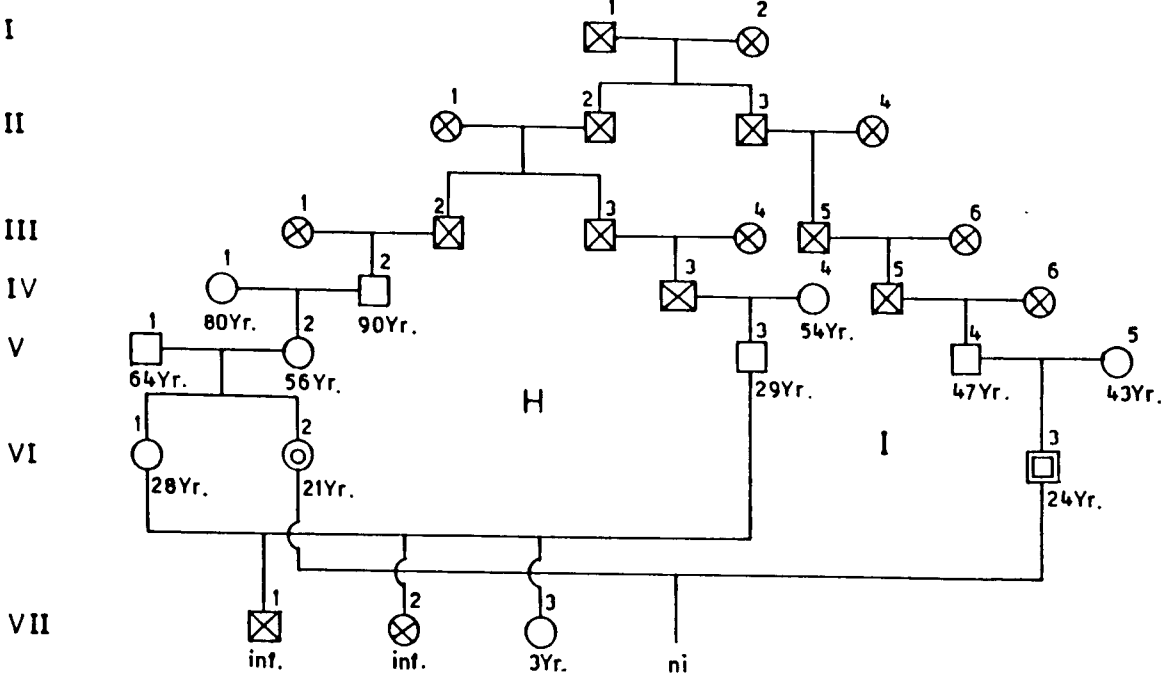 1 2
I
1 2 3 4
II
1 2 3 4 5 6
III
1 2 3 4 5 6
IV
80Yr. 90Yr. 54Yr.
1 2 3 4 5
V
64Yr. 56Yr. 29Yr. 47Yr. 43Yr.
H
I
1 2 3
VI
28Yr. 21Yr. 24Yr.
1 2 3
VII
inf. inf. 3Yr. ni